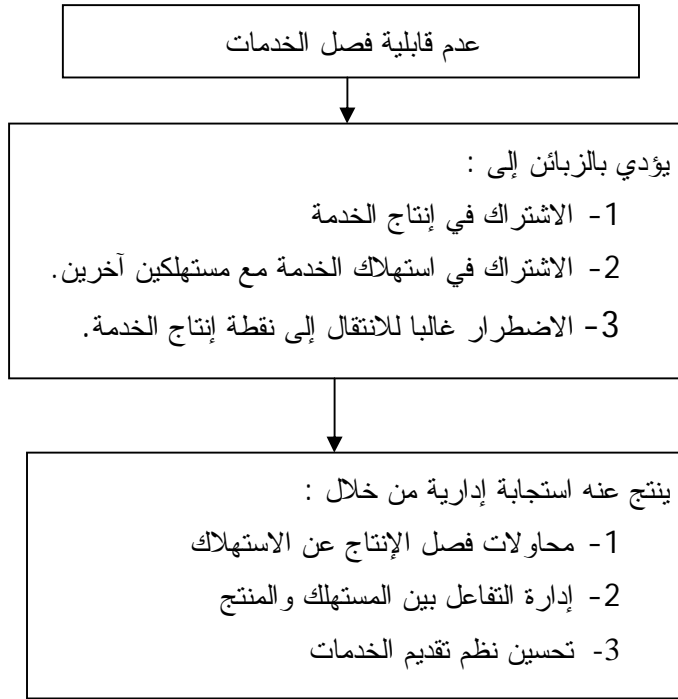 عدم قابلية فصل الخدمات
يؤدي بالزبائن إلى :
1- الاشتراك في إنتاج الخدمة
2- الاشتراك في استهلاك الخدمة مع مستهلكين آخرين.
3- الاضطرار غالبا للانتقال إلى نقطة إنتاج الخدمة.
ينتج عنه استجابة إدارية من خلال :
1- محاولات فصل الإنتاج عن الاستهلاك
2- إدارة التفاعل بين المستهلك والمنتج
3- تحسين نظم تقديم الخدمات